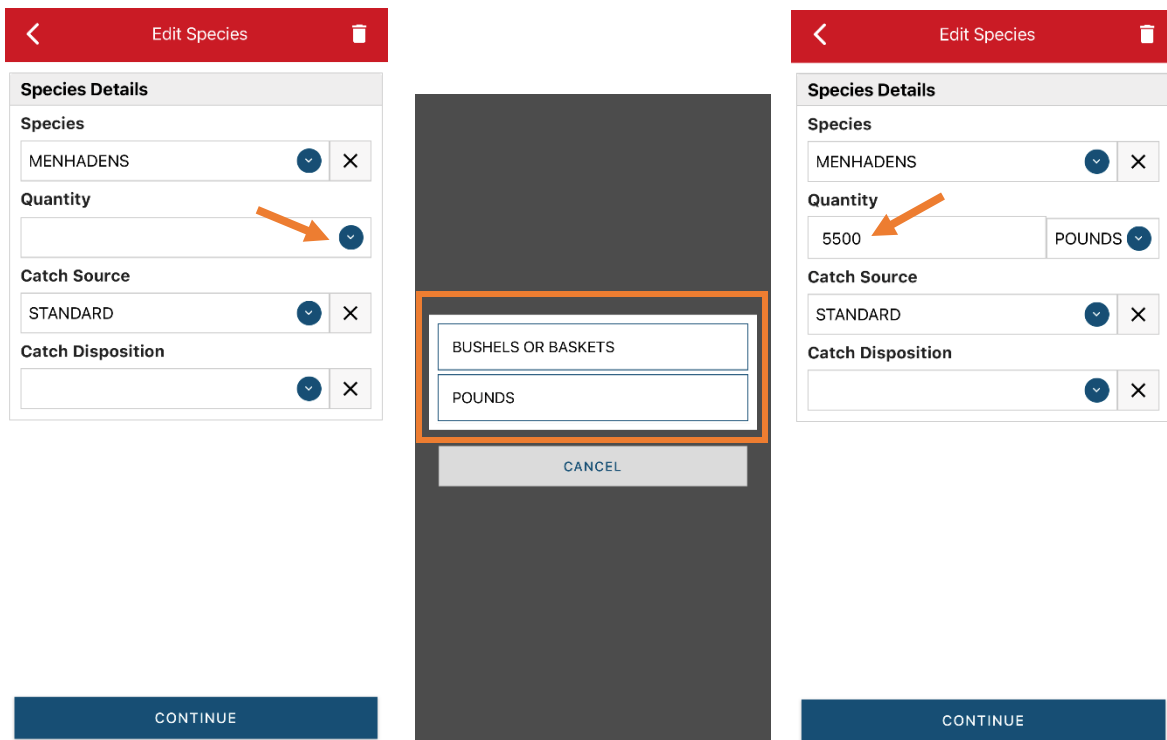 Edit Species
Species Details
Species
MENHADENS
Quantity
Catch Source
STANDARD
Catch Disposition
CONTINUE
BUSHELS OR BASKETS
POUNDS
CANCEL
Edit Species
Species Details
Species
MENHADENS
Quantity
5500 POUNDS
Catch Source
STANDARD
Catch Disposition
CONTINUE